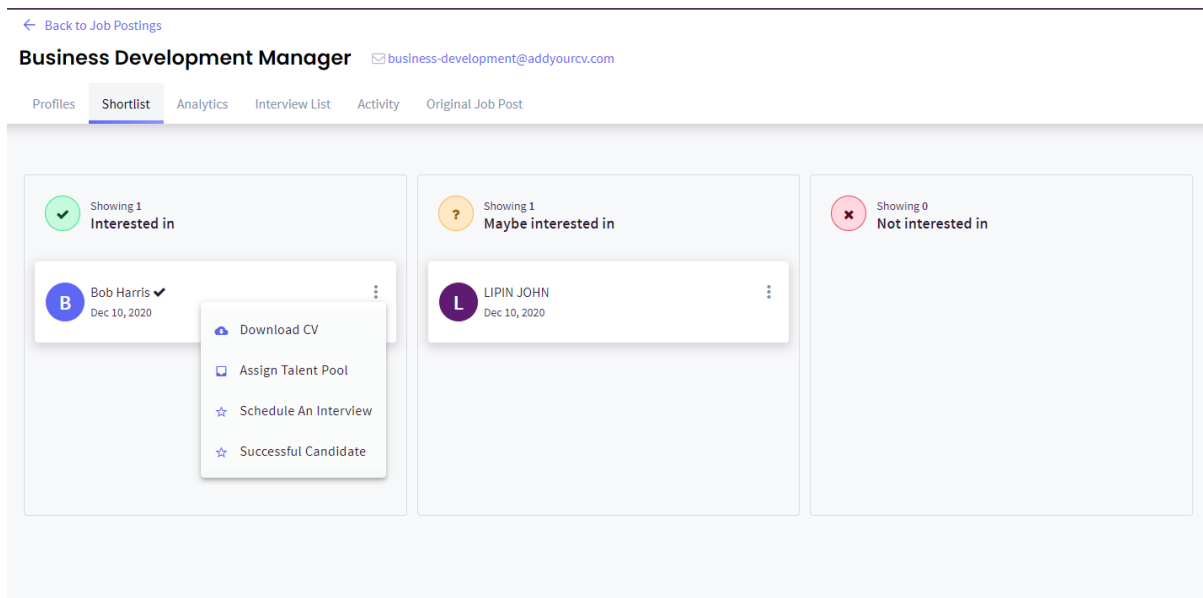 Back to Job Postings
Business Development Manager business-development@addyourcv.com
Profiles Shortlist Analytics Interview List Activity Original Job Post
Showing 1
Interested in
Bob Harris
Dec 10, 2020
B
Download CV
Assign Talent Pool
Schedule An Interview
Successful Candidate
?
Showing 1
Maybe interested in
LIPIN JOHN
L
Dec 10, 2020
Showing 0
Not interested in